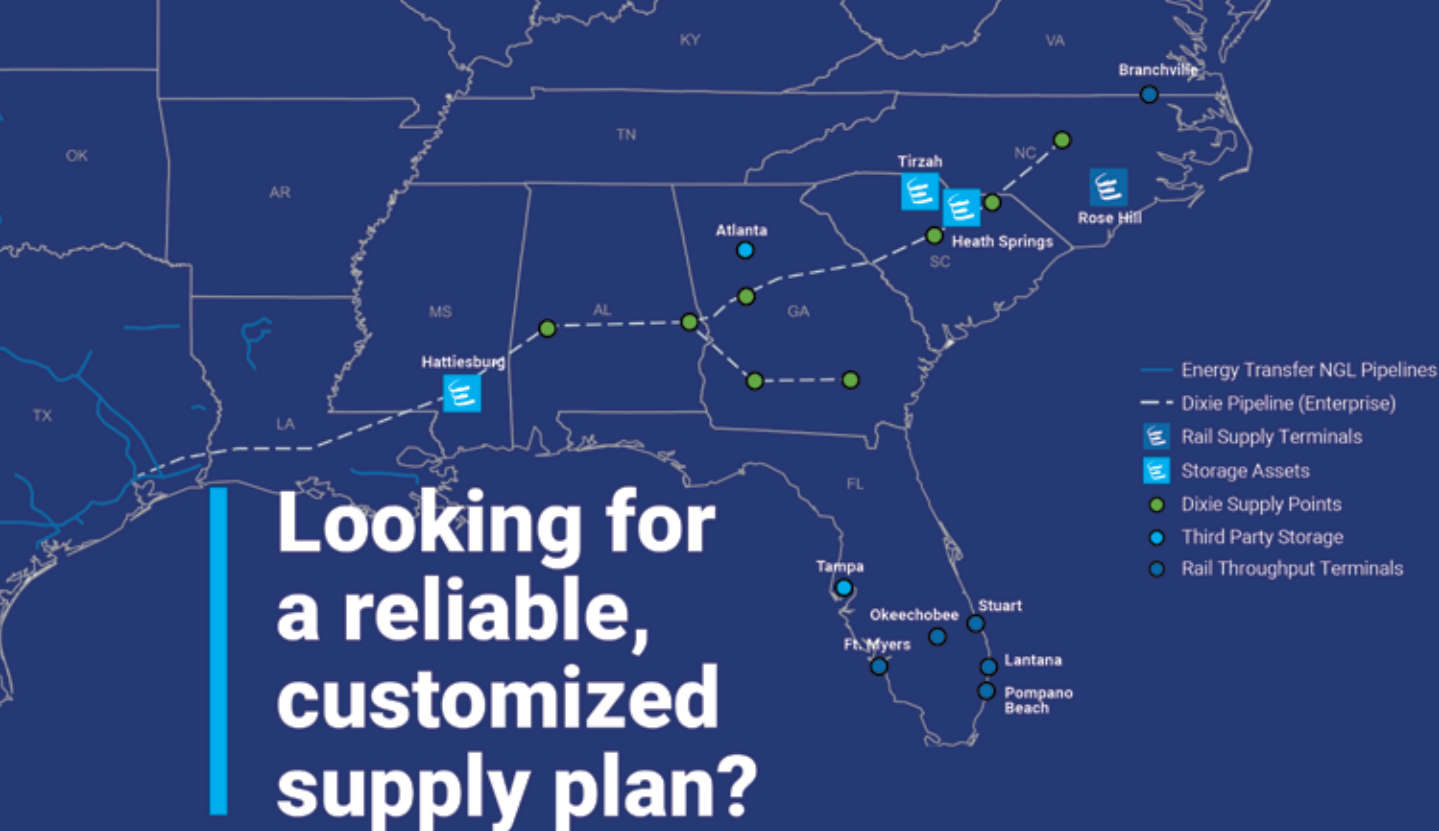 KY
VA
Branchville
TN
OK
NC
Tirzah
AR
Rose Hill
Atlanta
Heath Springs
SC
MS
AL
GA
Hattiesburg
TX
LA
Energy Transfer NGL Pipelines
Dixie Pipeline (Enterprise)
Rail Supply Terminals
Storage Assets
Dixie Supply Points
Third Party Storage
Rail Throughput Terminals
FL
Tampa
Okeechobee
Stuart
Ft. Myers
Lantana
Pompano
Beach
Looking for
a reliable,
customized
supply plan?